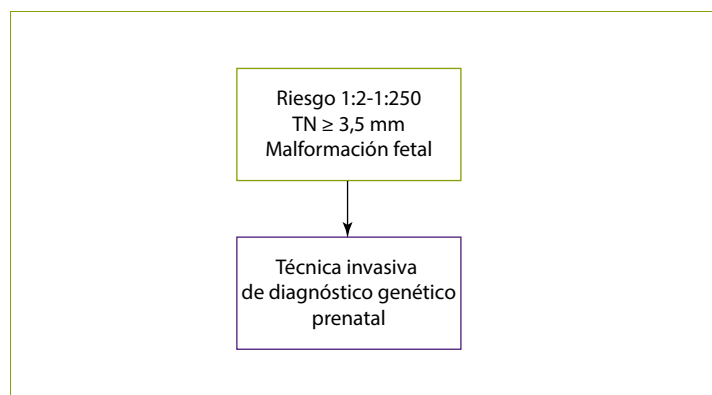 Riesgo 1:2-1:250
TN ≥ 3,5 mm
Malformación fetal
Técnica invasiva
de diagnóstico genético
prenatal